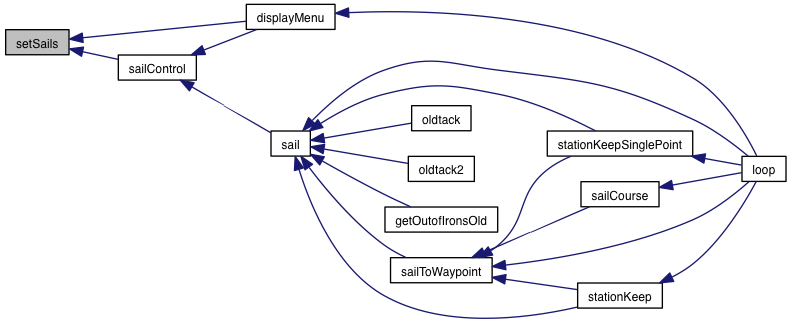 displayMenu
setSails
sailControl
oldtack
sail
stationKeepSinglePoint
oldtack2
loop
sailCourse
getOutofIronsOld
sailToWaypoint
stationKeep